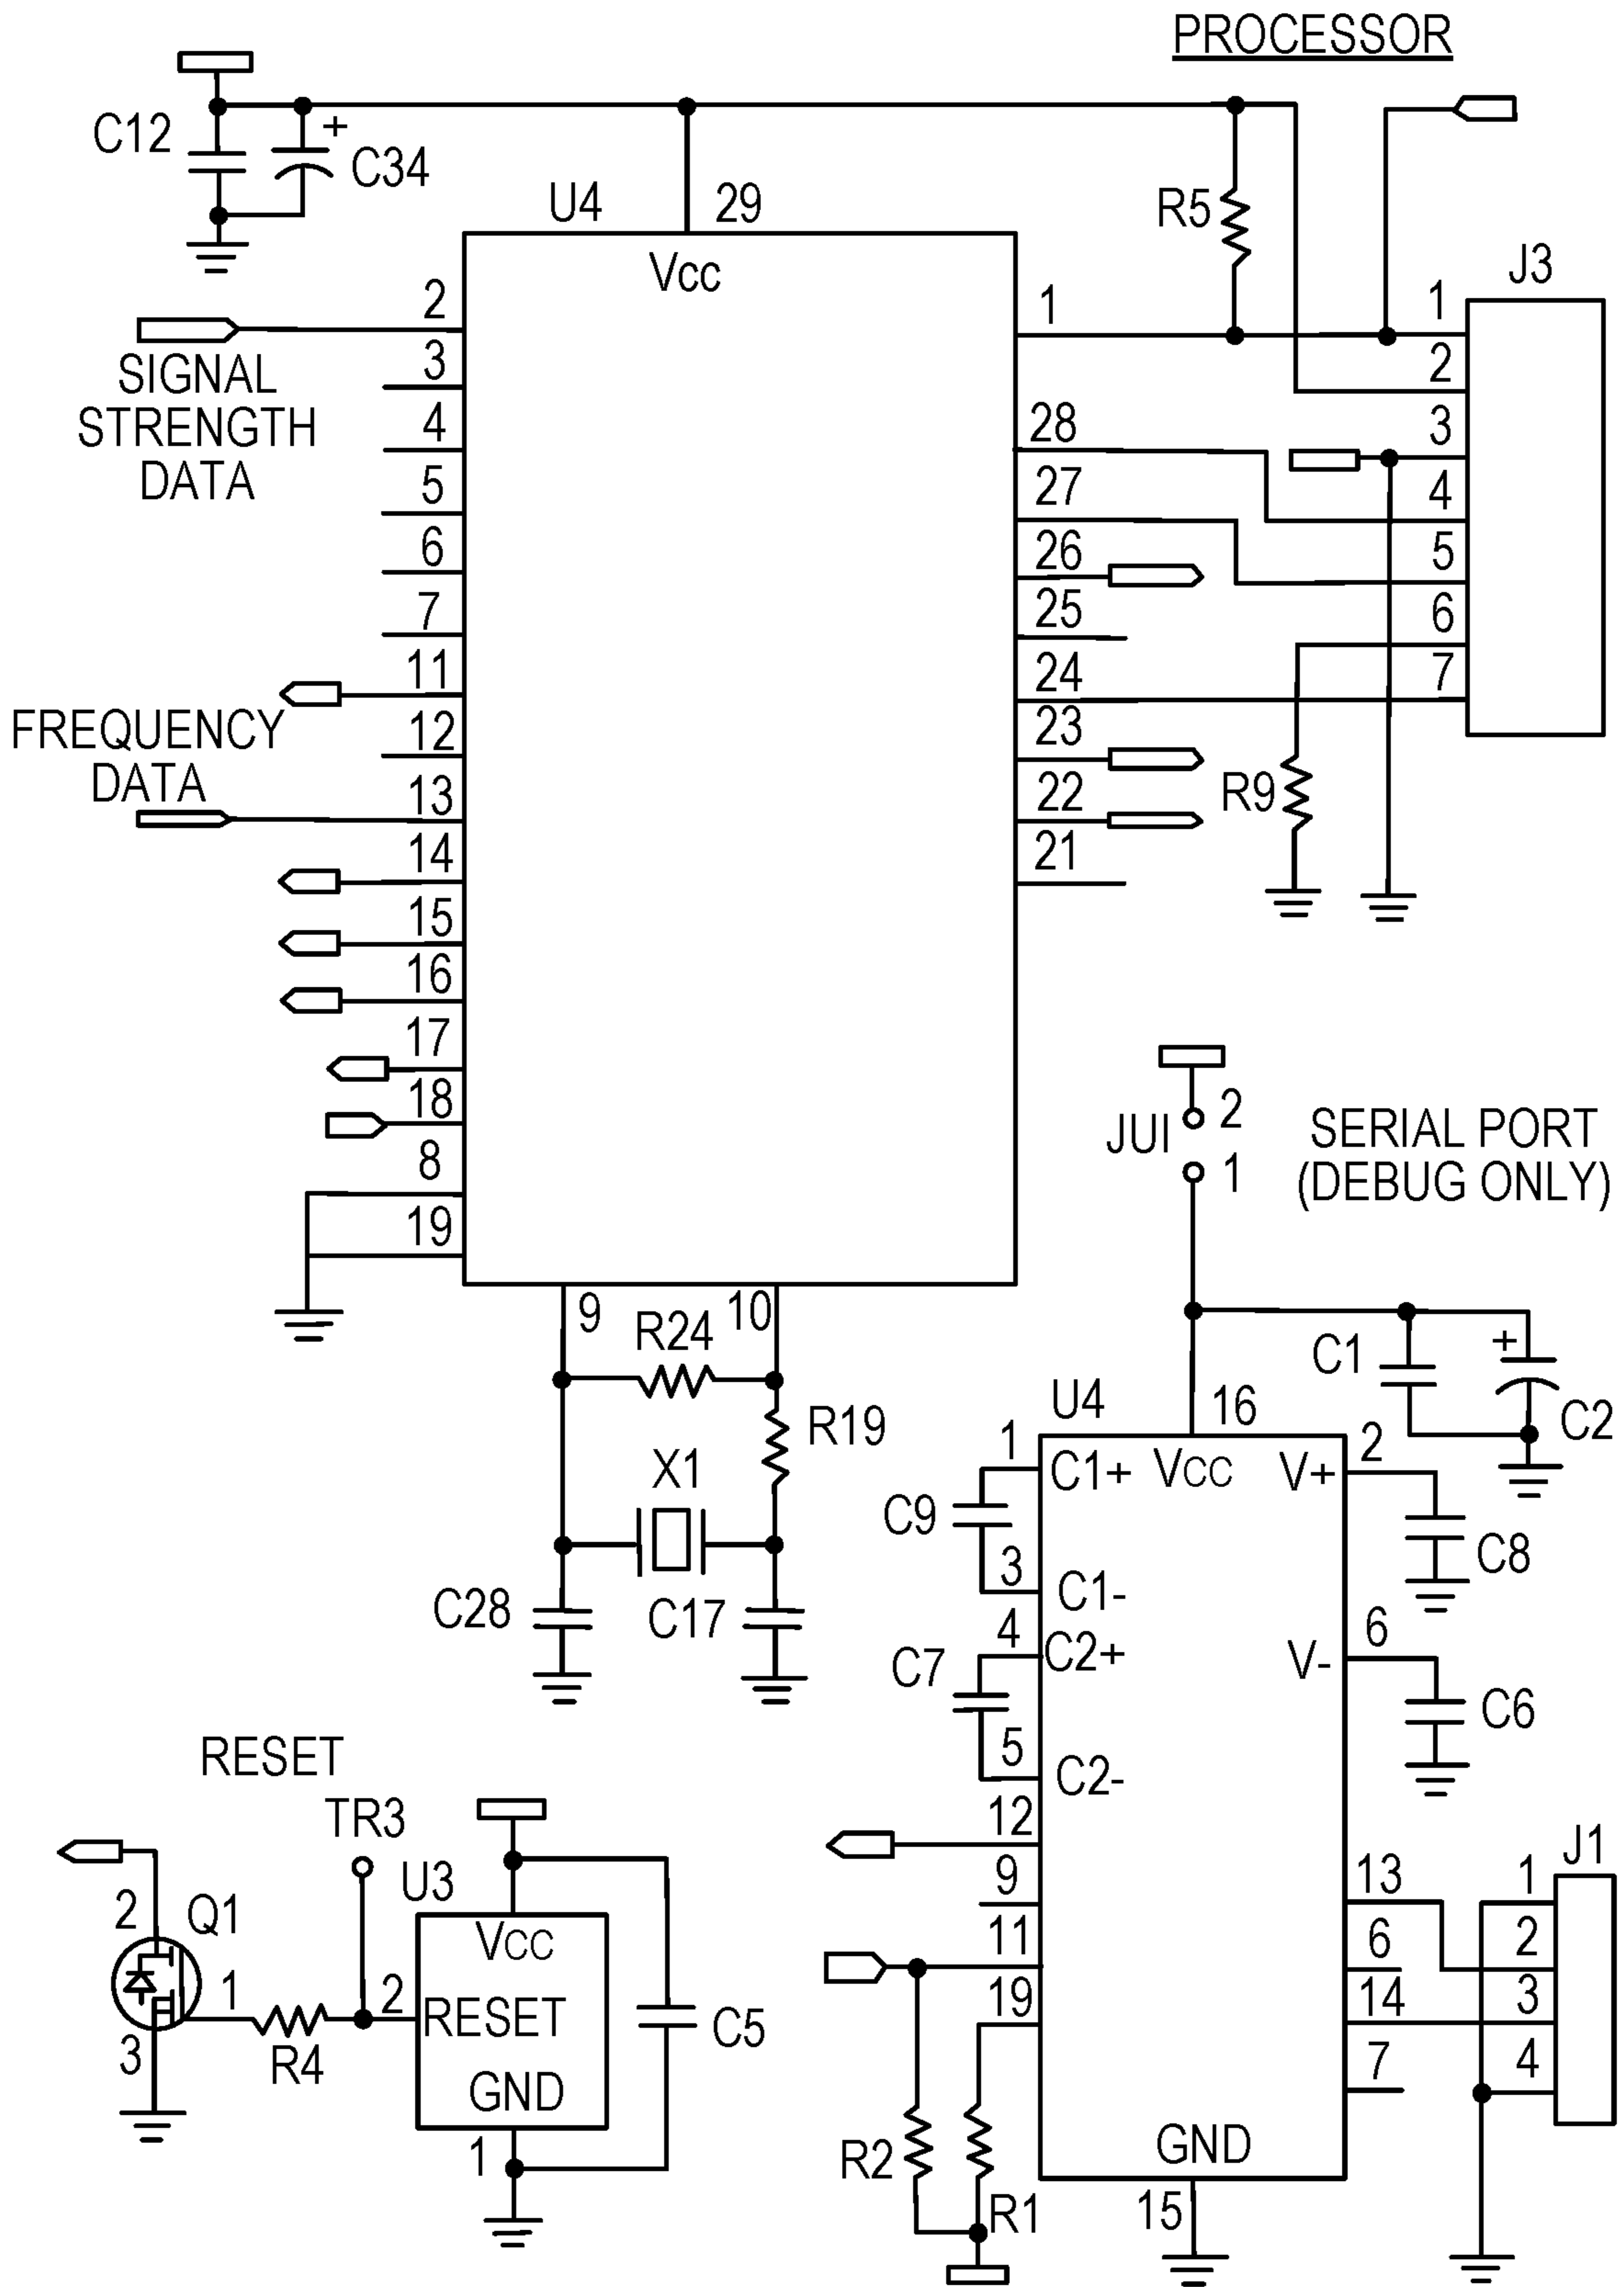 PROCESSOR
C12
+
C34
U4
29
VCC
R5
J3
2
SIGNAL
STRENGTH
DATA
3
4
5
6
7
11
FREQUENCY
DATA
12
13
14
15
16
17
18
8
19
1
28
27
26
25
24
23
22
21
1
2
3
4
5
6
7
R9
9
10
R24
R19
X1
C28
C17
JUI
2
1
SERIAL PORT
(DEBUG ONLY)
C1
+
C2
U4
16
1
C1+
VCC
V+
2
C9
C8
3
C1-
4
C2+
V-
6
C7
C6
5
C2-
12
9
11
19
13
6
14
7
J1
1
2
3
4
R2
R1
GND
15
RESET
TR3
U3
2
Q1
1
3
R4
2
VCC
RESET
GND
C5
1